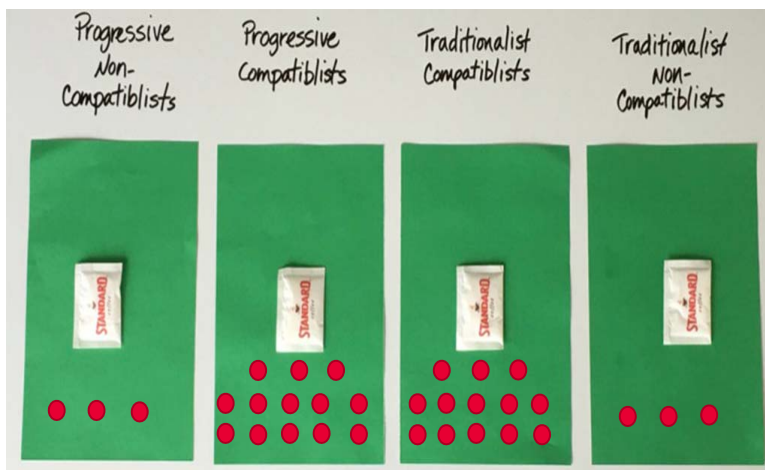 Progressive
Non-
Compatiblists
Progressive
Compatiblists
Traditionalist
Compatiblists
Traditionalist
Non-
Compatiblists
STANDARD
STANDARD
STANDARD
STANDARD